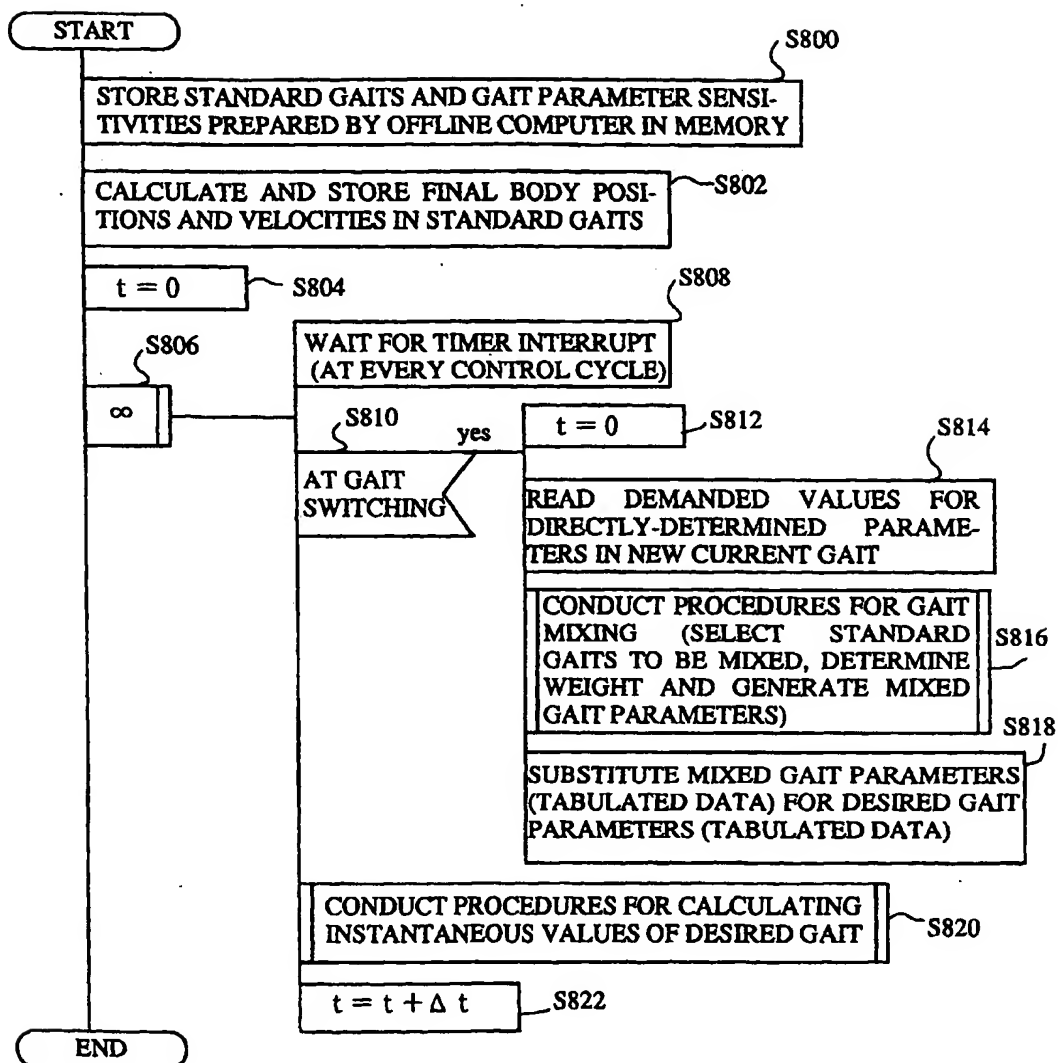 START
S800
STORE STANDARD GAITS AND GAIT PARAMETER SENSI-
TIVITIES PREPARED BY OFFLINE COMPUTER IN MEMORY
CALCULATE AND STORE FINAL BODY POSI-
TIONS AND VELOCITIES IN STANDARD GAITS
S802
t = 0
S804
S806
∞
S808
WAIT FOR TIMER INTERRUPT
(AT EVERY CONTROL CYCLE)
S810
yes
AT GAIT
SWITCHING
t = 0
S812
S814
READ DEMANDED VALUES FOR
DIRECTLY-DETERMINED PARAME-
TERS IN NEW CURRENT GAIT
CONDUCT PROCEDURES FOR GAIT
MIXING (SELECT STANDARD
GAITS TO BE MIXED, DETERMINE
WEIGHT AND GENERATE MIXED
GAIT PARAMETERS)
S816
S818
SUBSTITUTE MIXED GAIT PARAMETERS
(TABULATED DATA) FOR DESIRED GAIT
PARAMETERS (TABULATED DATA)
CONDUCT PROCEDURES FOR CALCULATING
INSTANTANEOUS VALUES OF DESIRED GAIT
S820
t = t + Δ t
S822
END